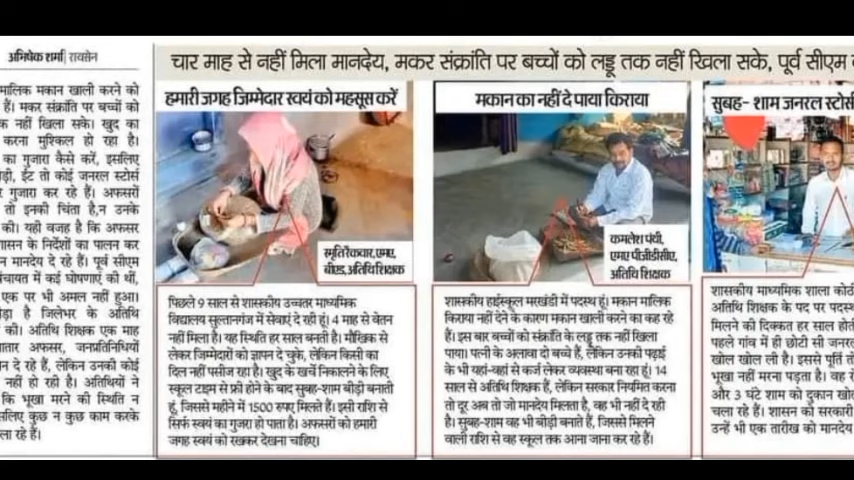 अभिषेक शर्मा| रायसेन
मालिक मकान खाली करने को
हैं। मकर संक्रांति पर बच्चों को
क नहीं खिला सके। खुद का
करना मुश्किल हो रहा है।
का गुजारा कैसे करें, इसलिए
ड़ी, ईंट तो कोई जनरल स्टोर्स
गुजारा कर रहे हैं। अफसरों
तो इनकी चिंता है,न उनके
की। यही वजह है कि अफसर
शासन के निर्देशों का पालन कर
न मानदेय दे रहे हैं। पूर्व सीएम
पंचायत में कई घोषणाएं की थीं,
एक पर भी अमल नहीं हुआ।
ड़ा है जिलेभर के अतिथि
की। अतिथि शिक्षक एक माह
ातार अफसर, जनप्रतिनिधियों
न दे रहे हैं, लेकिन उनकी कोई
नहीं हो रही है। अतिथियों ने
कि भूखा मरने की स्थिति न
सलिए कुछ न कुछ काम करके
ला रहे हैं।
चार माह से नहीं मिला मानदेय, मकर संक्रांति पर बच्चों को लड्डू तक नहीं खिला सके, पूर्व सीएम
हमारी जगह जिम्मेदार स्वयं को महसूस करें
स्मृति रैकवार,एमए,
बीएड, अतिथि शिक्षक
पिछले 9 साल से शासकीय उच्चतर माध्यमिक
विद्यालय सुल्तानगंज में सेवाएं दे रही हूं। 4 माह से वेतन
नहीं मिला है। यह स्थिति हर साल बनती है। मौखिक से
लेकर जिम्मेदारों को ज्ञापन दे चुके, लेकिन किसी का
दिल नहीं पसीज रहा है। खुद के खर्चे निकालने के लिए
स्कूल टाइम से फ्री होने के बाद सुबह-शाम बीड़ी बनाती
हूं, जिससे महीने में 1500 रुपए मिलते हैं। इसी राशि से
सिर्फ स्वयं का गुजरा हो पाता है। अफसरों को हमारी
जगह स्वयं को रखकर देखना चाहिए।
मकान का नहीं दे पाया किराया
कमलेश पंथी,
एमए पीजीडीसीए,
अतिथि शिक्षक
शासकीय हाईस्कूल मरखंडी में पदस्थ हूं। मकान मालिक
किराया नहीं देने के कारण मकान खाली करने का कह रहे
हैं। इस बार बच्चों को संक्रांति के लड्डू तक नहीं खिला
पाया। पत्नी के अलावा दो बच्चे हैं, लेकिन उनकी पढ़ाई
के भी यहां-वहां से कर्ज लेकर व्यवस्था बना रहा हूं। 14
साल से अतिथि शिक्षक हैं, लेकिन सरकार नियमित करना
तो दूर अब तो जो मानदेय मिलता है, वह भी नहीं दे रही
है। सुबह-शाम वह भी बीड़ी बनाते हैं, जिससे मिलने
वाली राशि से वह स्कूल तक आना जाना कर रहे हैं।
सुबह- शाम जनरल स्टोर्स
शासकीय माध्यमिक शाला कोठी
अतिथि शिक्षक के पद पर पदस्थ
मिलने की दिक्कत हर साल होती
पहले गांव में ही छोटी सी जनरल
खोल खोल ली है। इससे पूर्ति तो
भूखा नहीं मरना पड़ता है। वह रो
और 3 घंटे शाम को दुकान खोल
चला रहे हैं। शासन को सरकारी
उन्हें भी एक तारीख को मानदेय